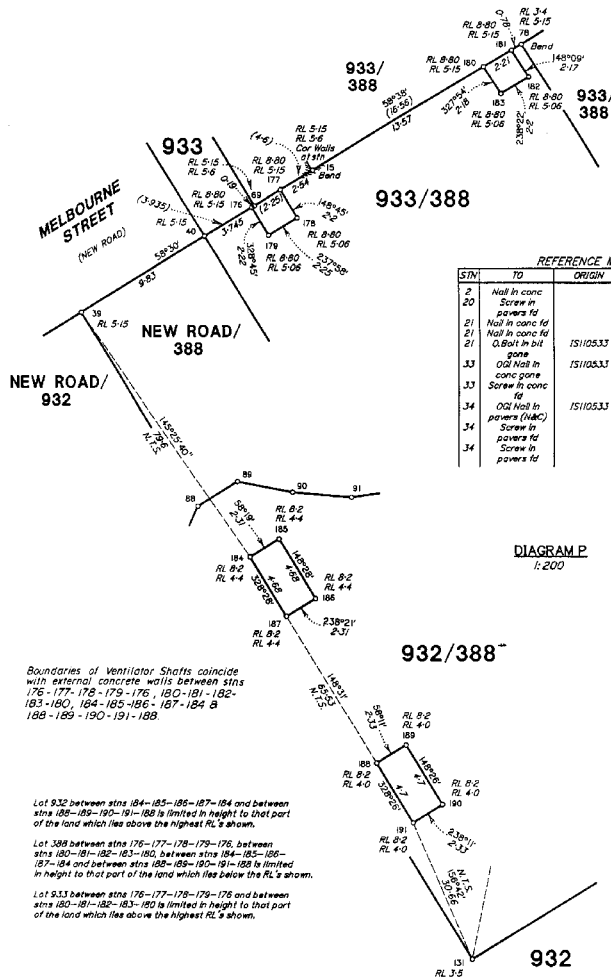 0·78
RL 3·4
RL 5·15
78
Bend
RL 8·80
RL 5·15
181
RL 8·80
RL 5·15
180
2·21
148°09'
2·17
182
RL 8·80
RL 5·06
327°54'
2·18
183
RL 8·80
RL 5·06
238°22'
2·2
933/
388
933/
388
58°38'
(16·56)
13·57
933
RL 5·15
RL 5·6
RL 5·15
RL 5·6
Cor Walls
at stn
(4·6)
15
Bend
RL 8·80
RL 5·15
177
2·54
0·19
69
RL 8·80
RL 5·15
176
(2·25)
148°45'
2·2
178
RL 8·80
RL 5·06
237°58'
2·25
179
RL 8·80
RL 5·06
328°45'
2·22
933/388
MELBOURNE
STREET
(NEW ROAD)
(3·935)
RL 5·15
40
3·745
58°30'
9·83
39
RL 5·15
NEW ROAD/
388
NEW ROAD/
932
REFERENCE M
STN TO ORIGIN
2 Nail in conc
20 Screw in
pavers fd
21 Nail in conc fd
21 Nail in conc fd
21 O.Bolt in bit IS110533
gone
33 OGI Nail in IS110533
conc gone
33 Screw in conc
fd
34 OGI Nail in IS110533
pavers (N&C)
34 Screw in
pavers fd
34 Screw in
pavers fd
145°25'40"
79·6
N.T.S.
88
89
90
91
58°19'
2·31
RL 8·2
RL 4·4
185
RL 8·2
RL 4·4
184
148°28'
4·68
4·68
328°28'
RL 8·2
RL 4·4
186
187
RL 8·2
RL 4·4
238°21'
2·31
DIAGRAM P
1:200
932/388
Boundaries of Ventilator Shafts coincide
with external concrete walls between stns
176-177-178-179-176, 180-181-182-
183-180, 184-185-186-187-184 &
188-189-190-191-188.
148°31'
65·53
N.T.S.
58°11'
2·33
RL 8·2
RL 4·0
189
188
RL 8·2
RL 4·0
148°26'
4·7
4·7
328°26'
RL 8·2
RL 4·0
190
191
RL 8·2
RL 4·0
238°11'
2·33
Lot 932 between stns 184-185-186-187-184 and between
stns 188-189-190-191-188 is limited in height to that part
of the land which lies above the highest RL's shown.
Lot 388 between stns 176-177-178-179-176, between
stns 180-181-182-183-180, between stns 184-185-186-
187-184 and between stns 188-189-190-191-188 is limited
in height to that part of the land which lies below the RL's shown.
Lot 933 between stns 176-177-178-179-176 and between
stns 180-181-182-183-180 is limited in height to that part
of the land which lies above the highest RL's shown.
N.T.S.
156°42'
30·66
131
RL 3·5
932